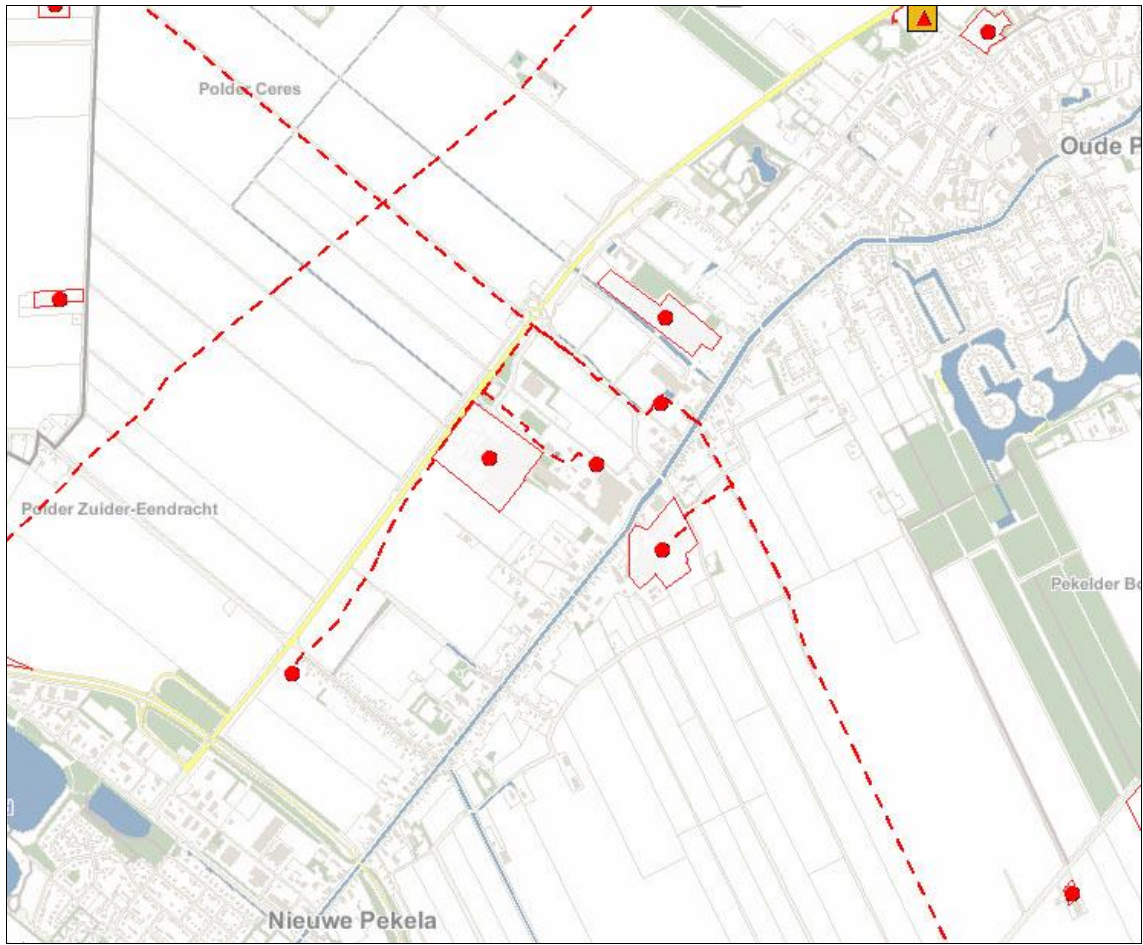 Polder Ceres
Oude P
Polder Zuider-Eendracht
Pekelder Bo
d
Nieuwe Pekela